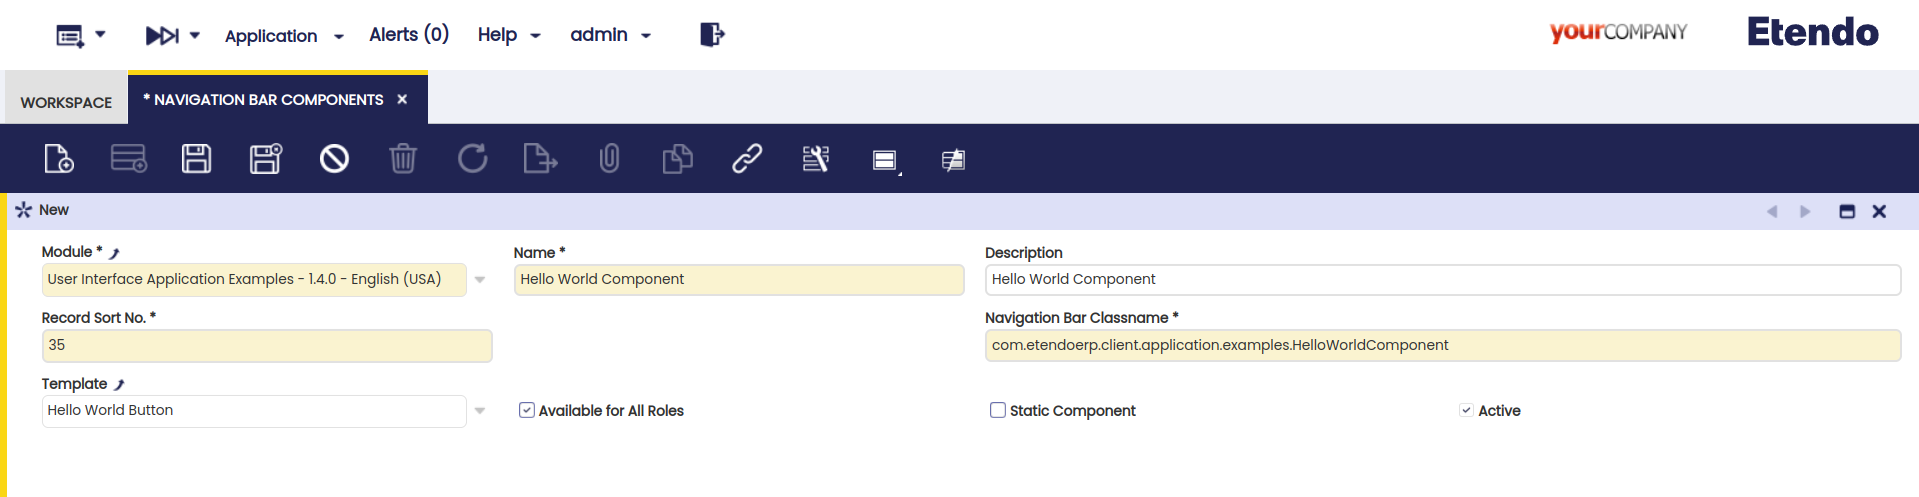 Application Alerts (0) Help admin yourCOMPANY Etendo
WORKSPACE * NAVIGATION BAR COMPONENTS ×
New
Module * Name * Description
User Interface Application Examples - 1.4.0 - English (USA) Hello World Component Hello World Component
Record Sort No. * Navigation Bar Classname *
35 com.etendoerp.client.application.examples.HelloWorldComponent
Template
Hello World Button Available for All Roles Static Component Active